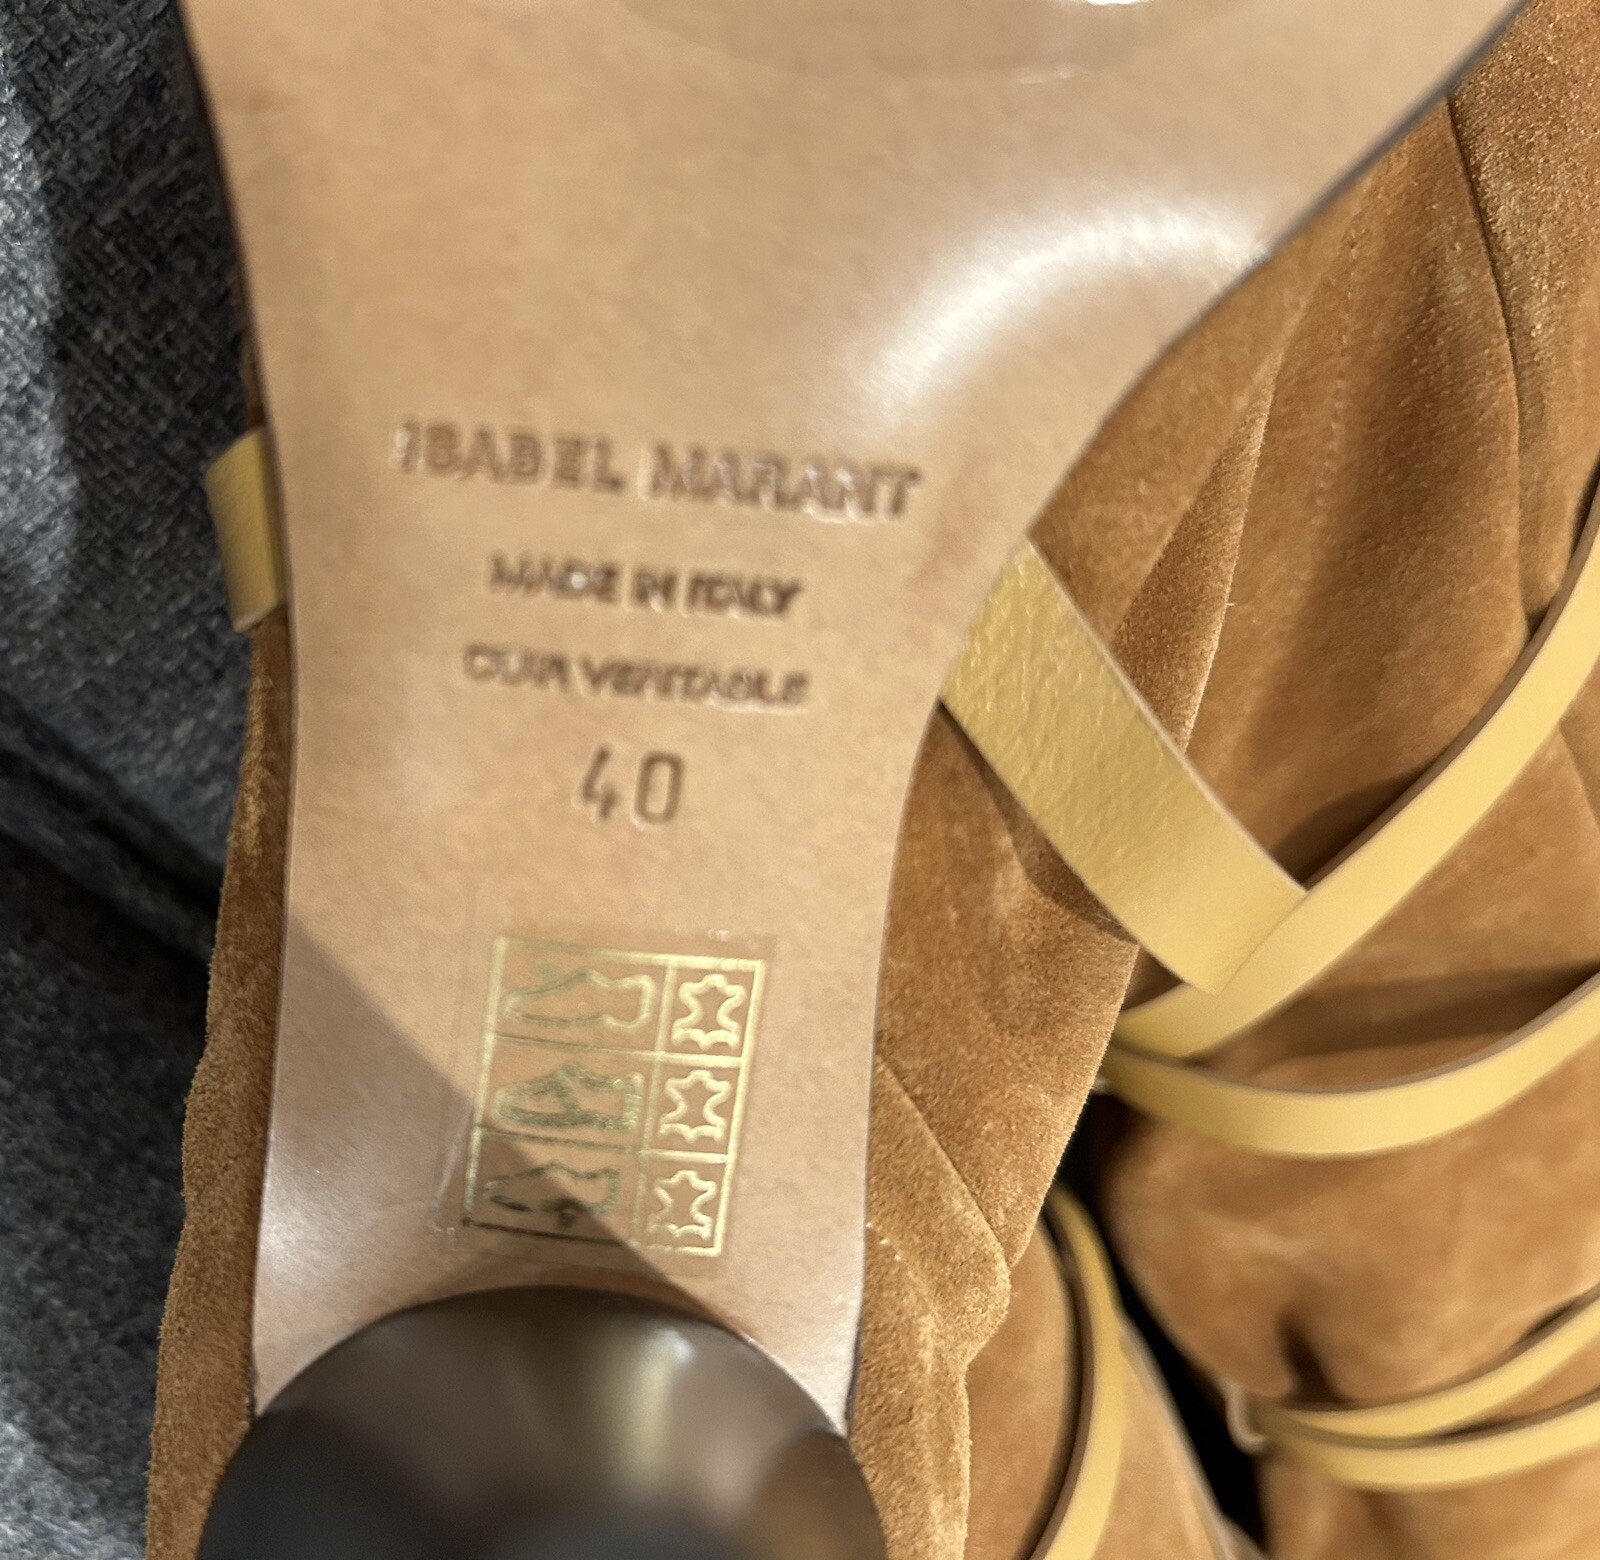 ISABEL MARANT
MADE IN ITALY
CUIR VERITABLE
40